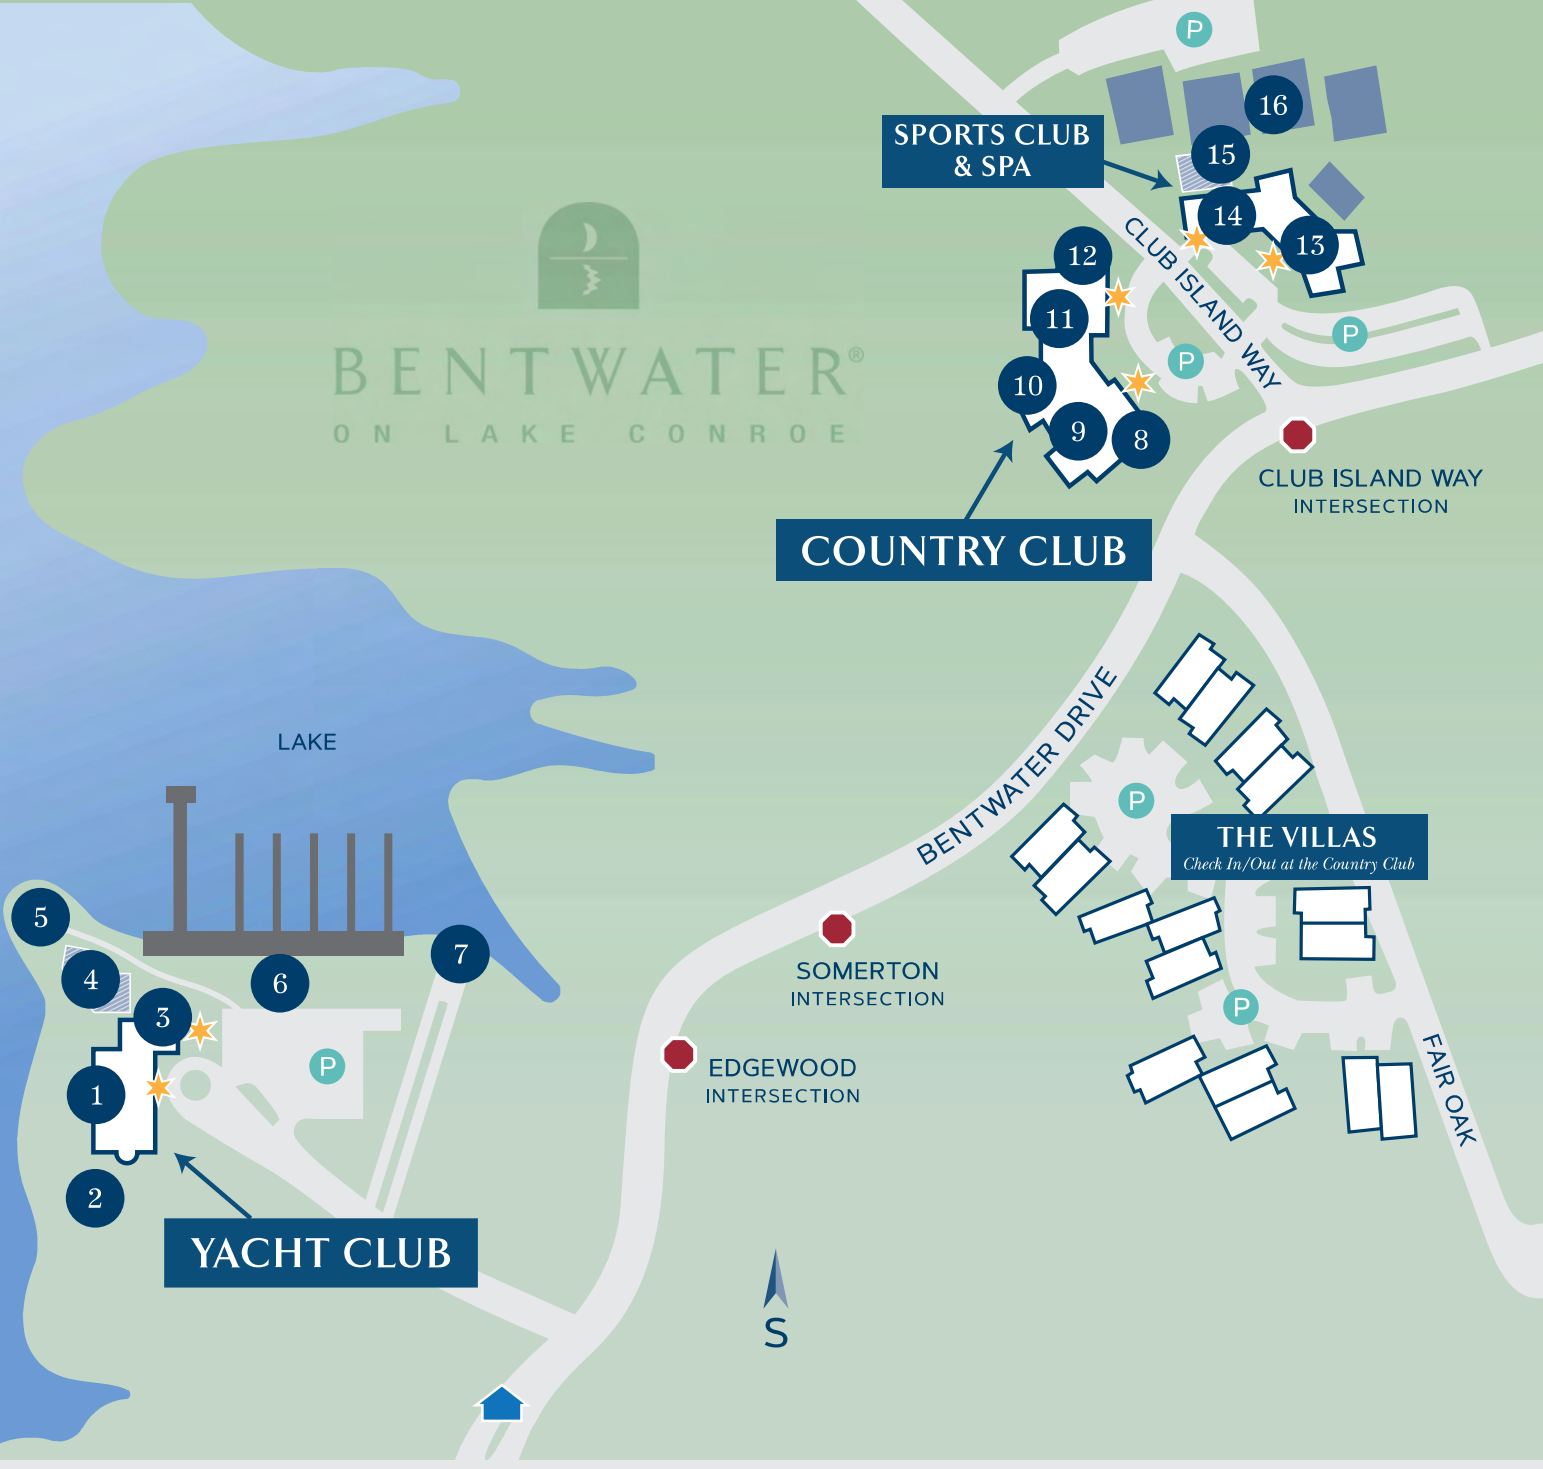 P
16
SPORTS CLUB
& SPA
15
14
13
CLUB ISLAND WAY
12
11
P
P
10
9
8
BENTWATER®
ON LAKE CONROE
CLUB ISLAND WAY
INTERSECTION
COUNTRY CLUB
BENTWATER DRIVE
LAKE
P
THE VILLAS
Check In/Out at the Country Club
5
4
6
7
3
P
1
2
SOMERTON
INTERSECTION
EDGEWOOD
INTERSECTION
P
FAIR OAK
YACHT CLUB
S